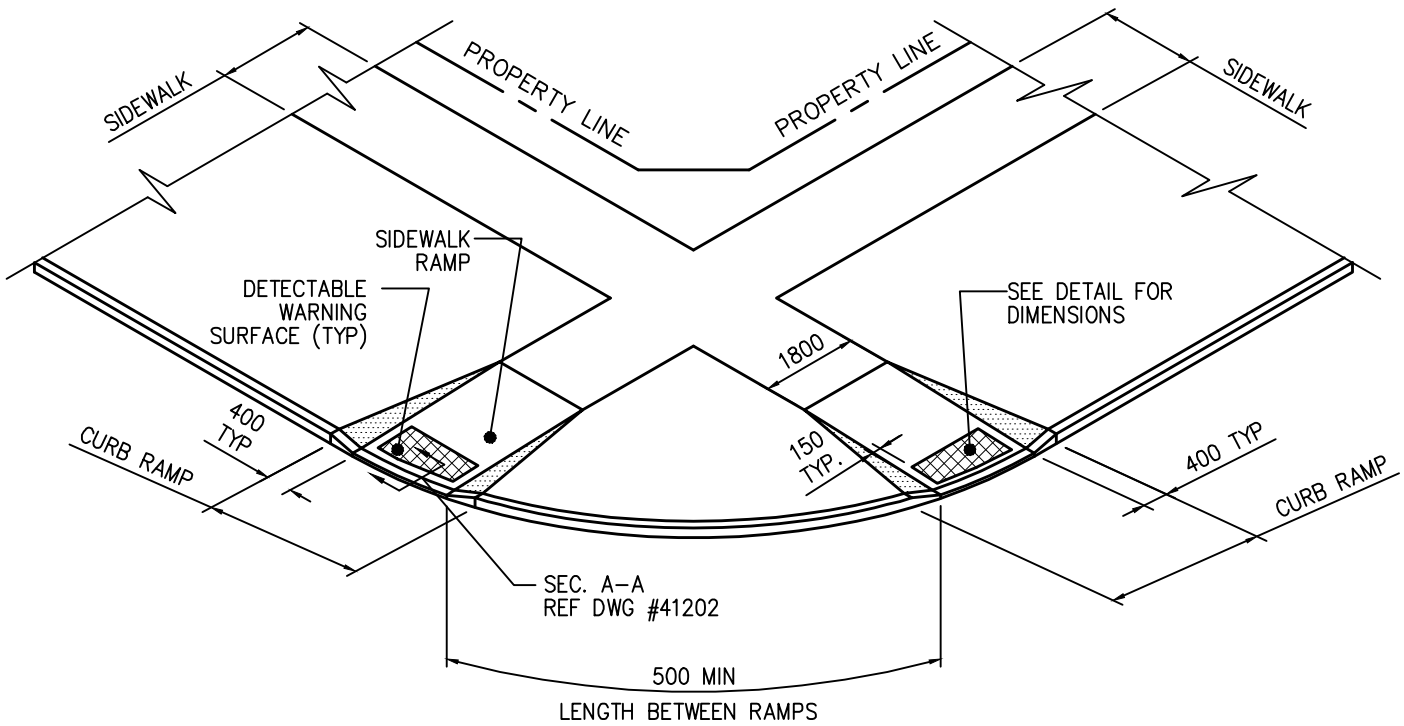 SIDEWALK
PROPERTY LINE
PROPERTY LINE
SIDEWALK
SIDEWALK
RAMP
DETECTABLE
WARNING
SURFACE (TYP)
SEE DETAIL FOR
DIMENSIONS
1800
400
TYP
CURB RAMP
150
TYP.
400 TYP
CURB RAMP
SEC. A-A
REF DWG #41202
500 MIN
LENGTH BETWEEN RAMPS